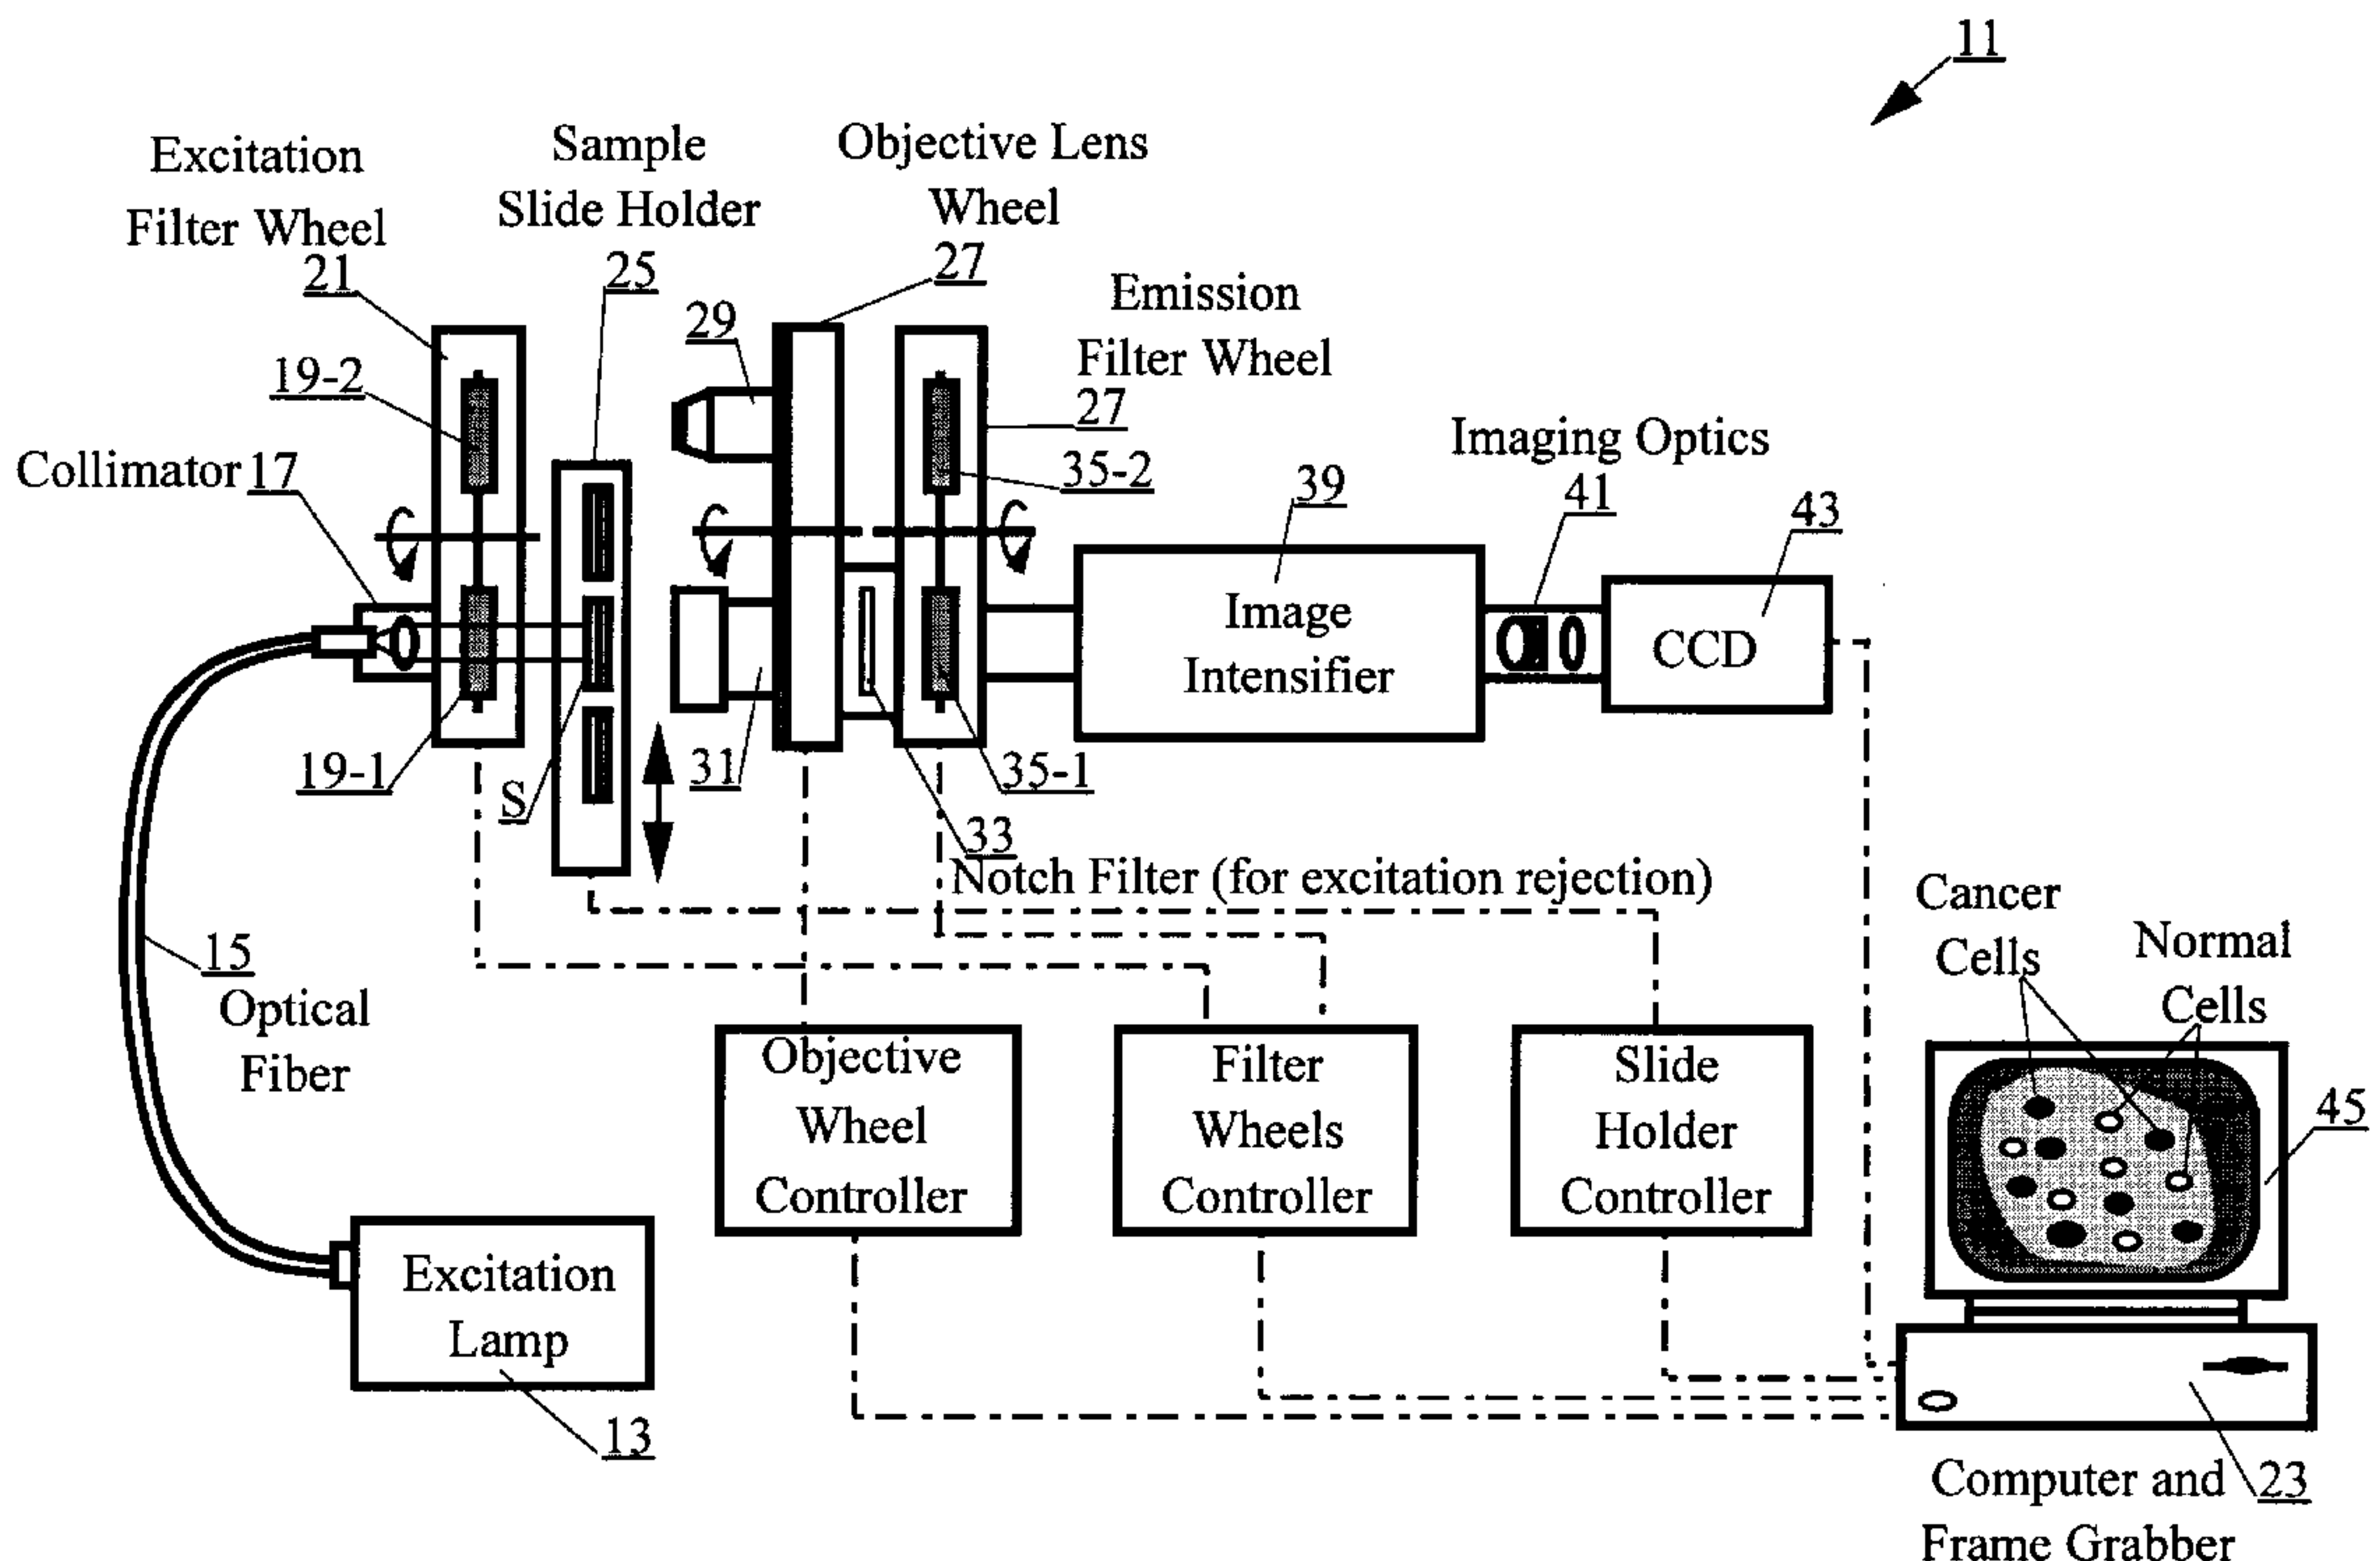 11
Excitation
Filter Wheel
21
Sample
Slide Holder
25
Objective Lens
Wheel
27
29
Emission
Filter Wheel
27
19-2
35-2
Collimator 17
39
Imaging Optics
41
43
Image
Intensifier
CCD
19-1
S
31
35-1
33
Notch Filter (for excitation rejection)
15
Optical
Fiber
Cancer
Cells
Normal
Cells
45
Objective
Wheel
Controller
Filter
Wheels
Controller
Slide
Holder
Controller
Excitation
Lamp
13
Computer and 23
Frame Grabber